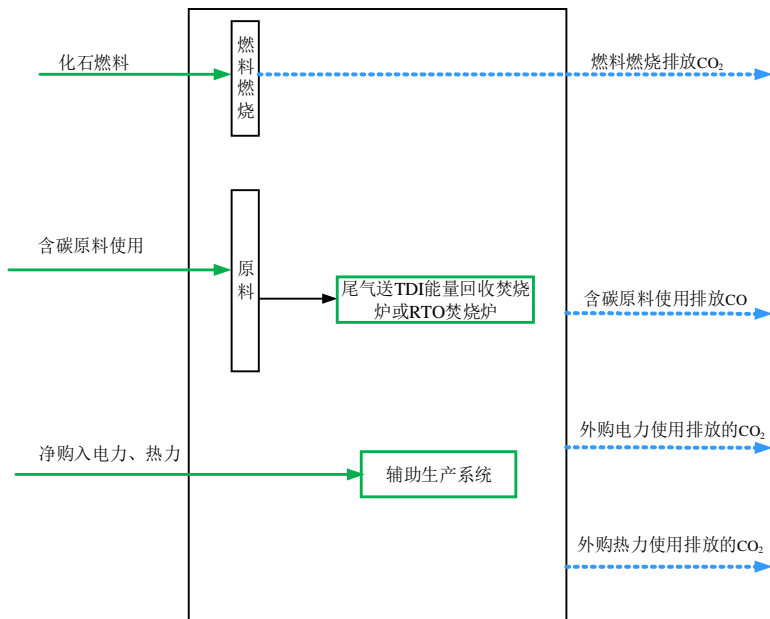 化石燃料
燃料燃烧
燃料燃烧排放CO₂
含碳原料使用
原料
尾气送TDI能量回收焚烧
炉或RTO焚烧炉
含碳原料使用排放CO
外购电力使用排放的CO₂
净购入电力、热力
辅助生产系统
外购热力使用排放的CO₂